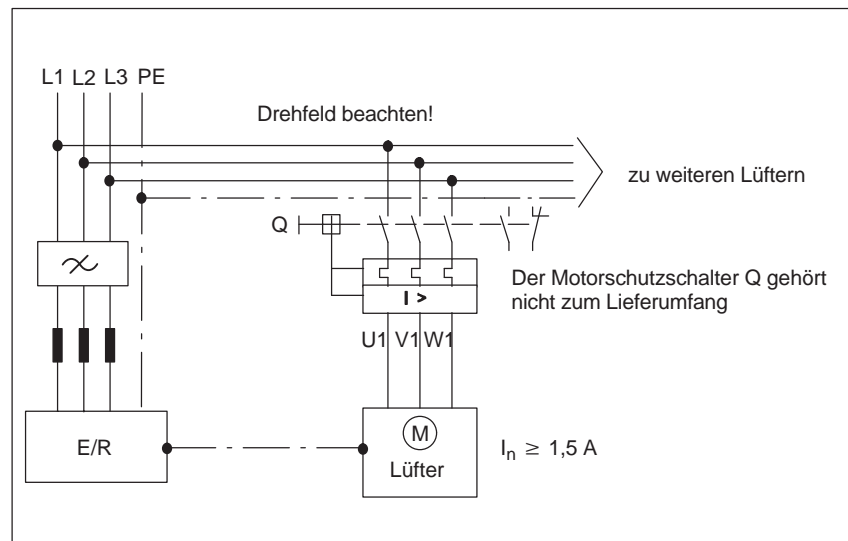 L1 L2 L3 PE
Drehfeld beachten!
zu weiteren Lüftern
Q
Der Motorschutzschalter Q gehört
nicht zum Lieferumfang
I >
U1 V1 W1
E/R
M
Lüfter
In ≥ 1,5 A